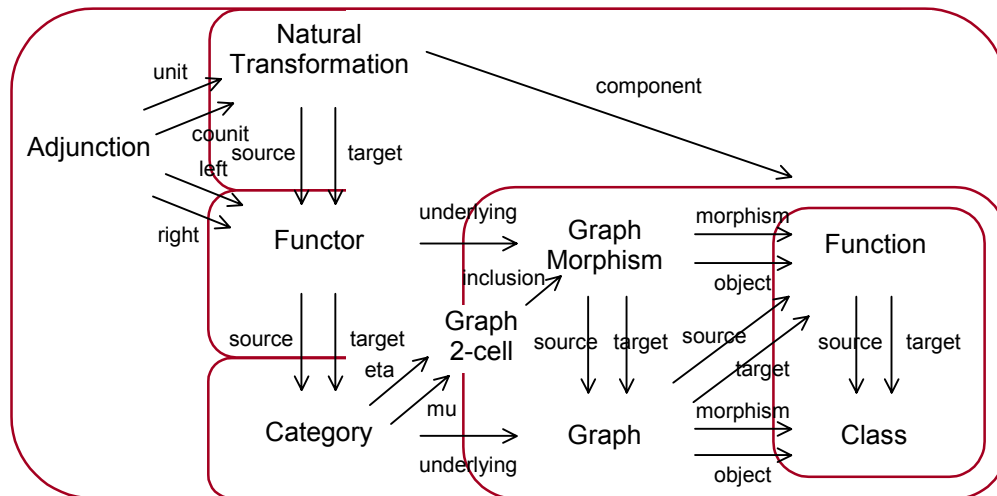 Natural
Transformation
unit
component
Adjunction
counit
source
target
left
right
underlying
morphism
Functor
Graph
Morphism
Function
inclusion
object
Graph
2-cell
source
target
eta
source
target
source
target
source
target
mu
morphism
Category
Graph
Class
underlying
object